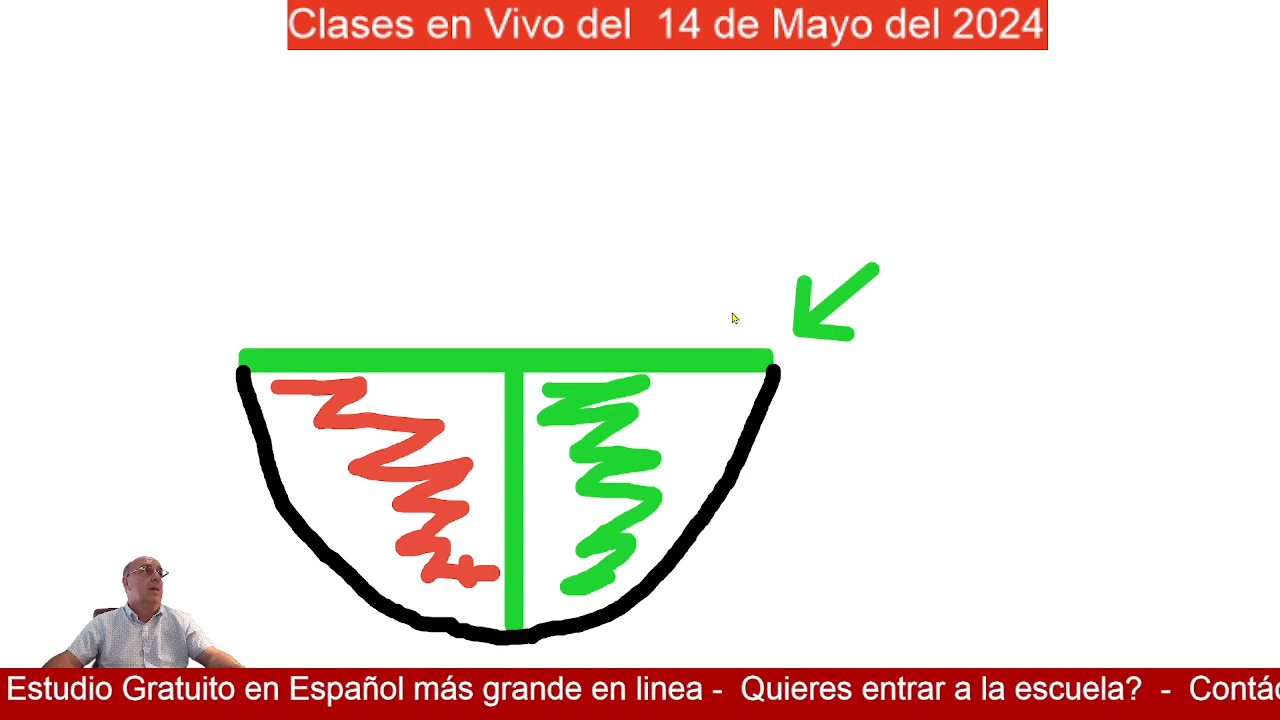 Clases en Vivo del  14 de Mayo del 2024
Estudio Gratuito en Español más grande en linea -  Quieres entrar a la escuela?  -